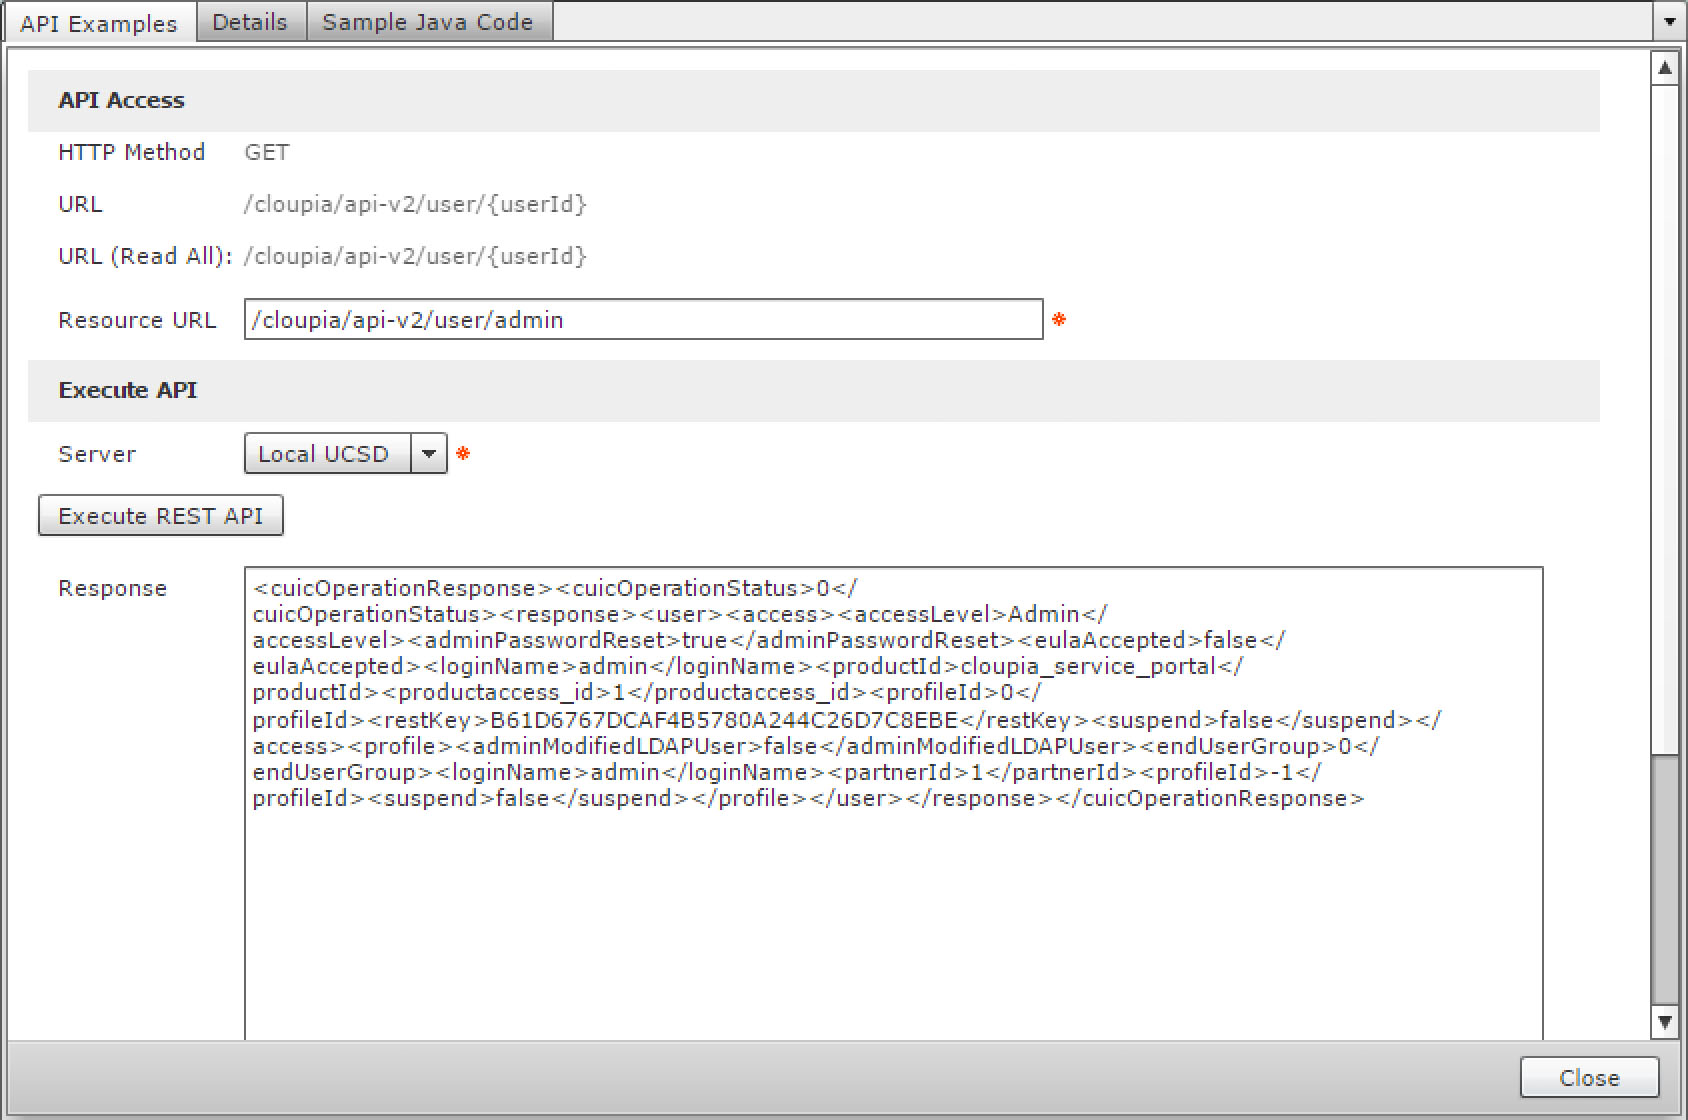 API Examples Details Sample Java Code
API Access
HTTP Method GET
URL /cloupia/api-v2/user/{userId}
URL (Read All): /cloupia/api-v2/user/{userId}
Resource URL /cloupia/api-v2/user/admin *
Execute API
Server Local UCSD *
Execute REST API
Response <cuicOperationResponse><cuicOperationStatus>0</
cuicOperationStatus><response><user><access><accessLevel>Admin</
accessLevel><adminPasswordReset>true</adminPasswordReset><eulaAccepted>false</
eulaAccepted><loginName>admin</loginName><productId>cloupia_service_portal</
productId><productaccess_id>1</productaccess_id><profileId>0</
profileId><restKey>B61D6767DCAF4B5780A244C26D7C8EBE</restKey><suspend>false</suspend></
access><profile><adminModifiedLDAPUser>false</adminModifiedLDAPUser><endUserGroup>0</
endUserGroup><loginName>admin</loginName><partnerId>1</partnerId><profileId>-1</
profileId><suspend>false</suspend></profile></user></response></cuicOperationResponse>
Close